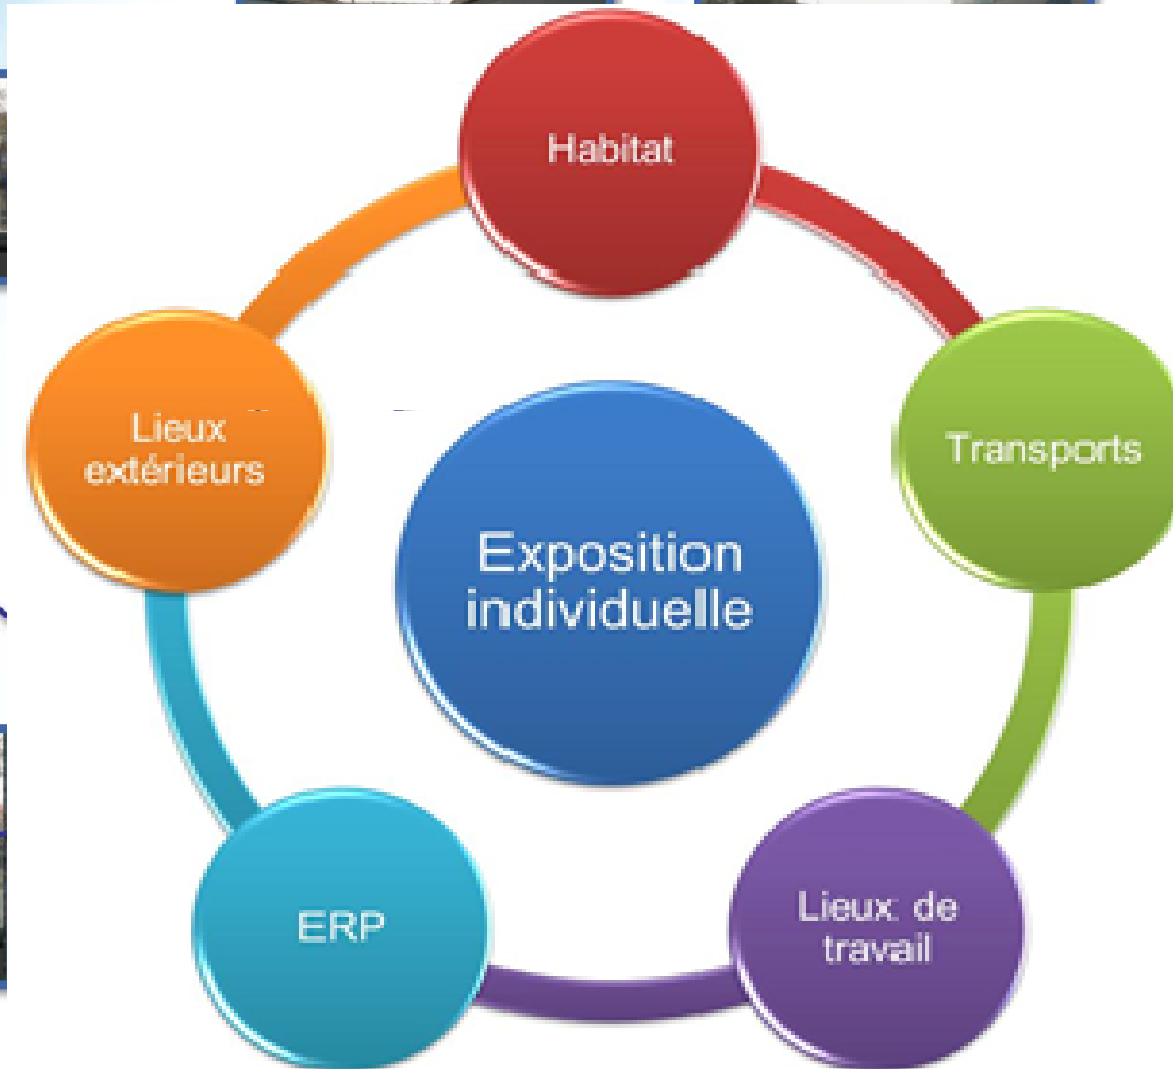 Habitat
Lieux
extérieurs
Transports
Exposition
individuelle
ERP
Lieux de
travail